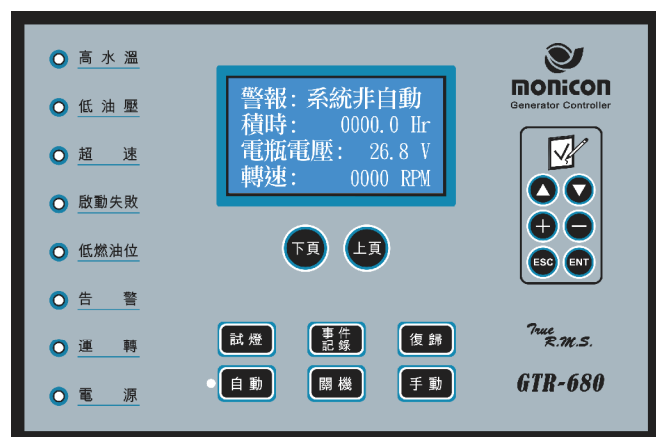 高水溫
低油壓
超速
啟動失敗
低燃油位
告警
運轉
電源
警報: 系統非自動
積時: 0000.0 Hr
電瓶電壓: 26.8 V
轉速: 0000 RPM
下頁 上頁
試燈 事件記錄 復歸
自動 關機 手動
monicon
Generator Controller
+ −
ESC ENT
True
R.M.S.
GTR-680